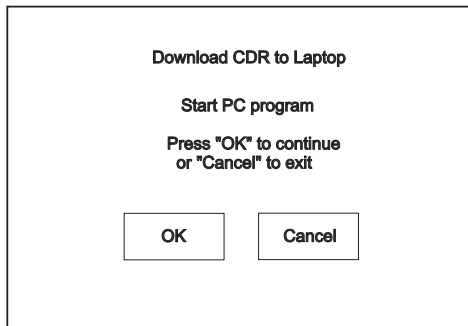 Download CDR to Laptop
Start PC program
Press "OK" to continue
or "Cancel" to exit
OK
Cancel